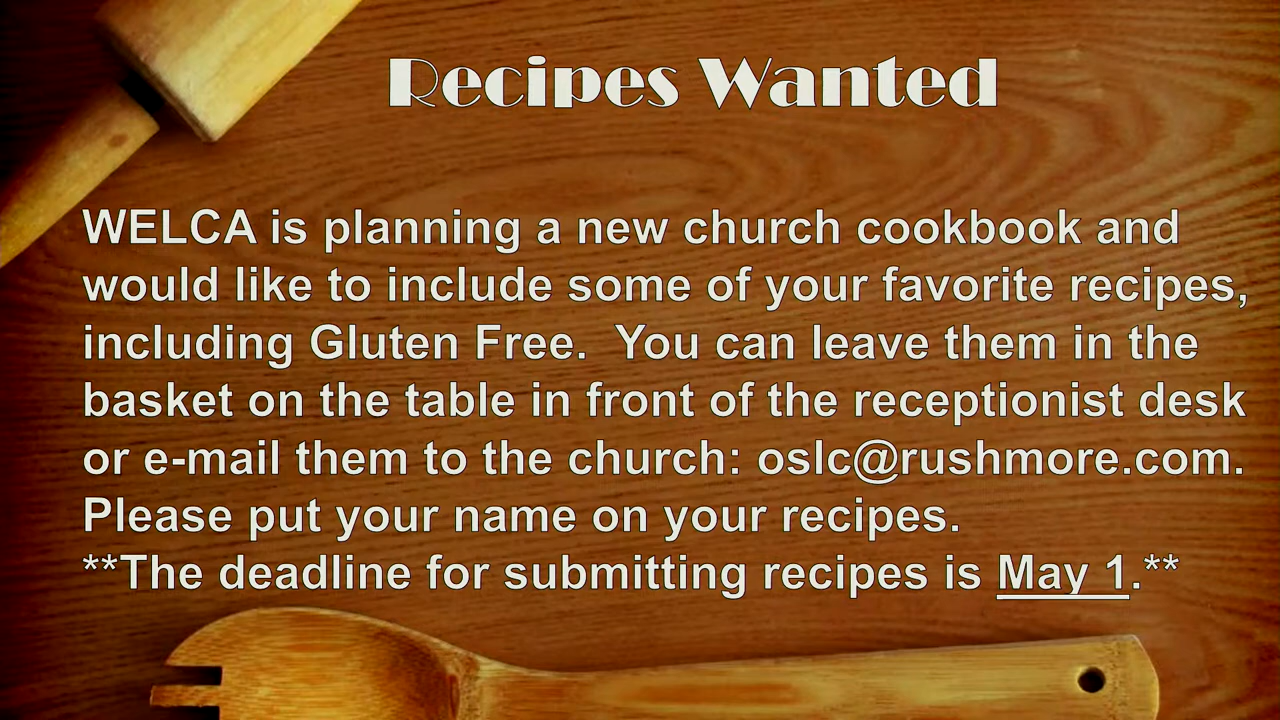 Recipes Wanted
WELCA is planning a new church cookbook and
would like to include some of your favorite recipes,
including Gluten Free.  You can leave them in the
basket on the table in front of the receptionist desk
or e-mail them to the church: oslc@rushmore.com.
Please put your name on your recipes.
**The deadline for submitting recipes is May 1.**